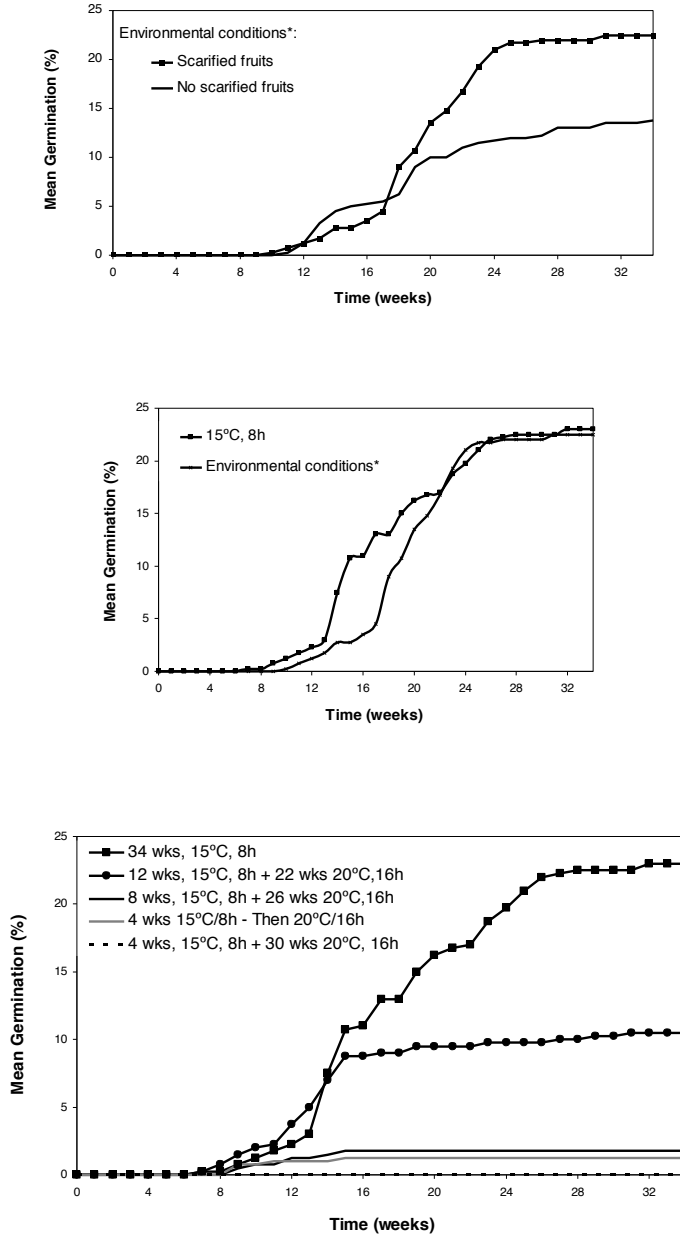 25
20
15
10
5
0
Mean Germination (%)
Environmental conditions*:
Scarified fruits
No scarified fruits
0 4 8 12 16 20 24 28 32
Time (weeks)
25
20
15
10
5
0
Mean Germination (%)
15ºC, 8h
Environmental conditions*
0 4 8 12 16 20 24 28 32
Time (weeks)
25
20
15
10
5
0
Mean Germination (%)
34 wks, 15ºC, 8h
12 wks, 15ºC, 8h + 22 wks 20ºC,16h
8 wks, 15ºC, 8h + 26 wks 20ºC,16h
4 wks 15ºC/8h - Then 20ºC/16h
4 wks, 15ºC, 8h + 30 wks 20ºC, 16h
0 4 8 12 16 20 24 28 32
Time (weeks)